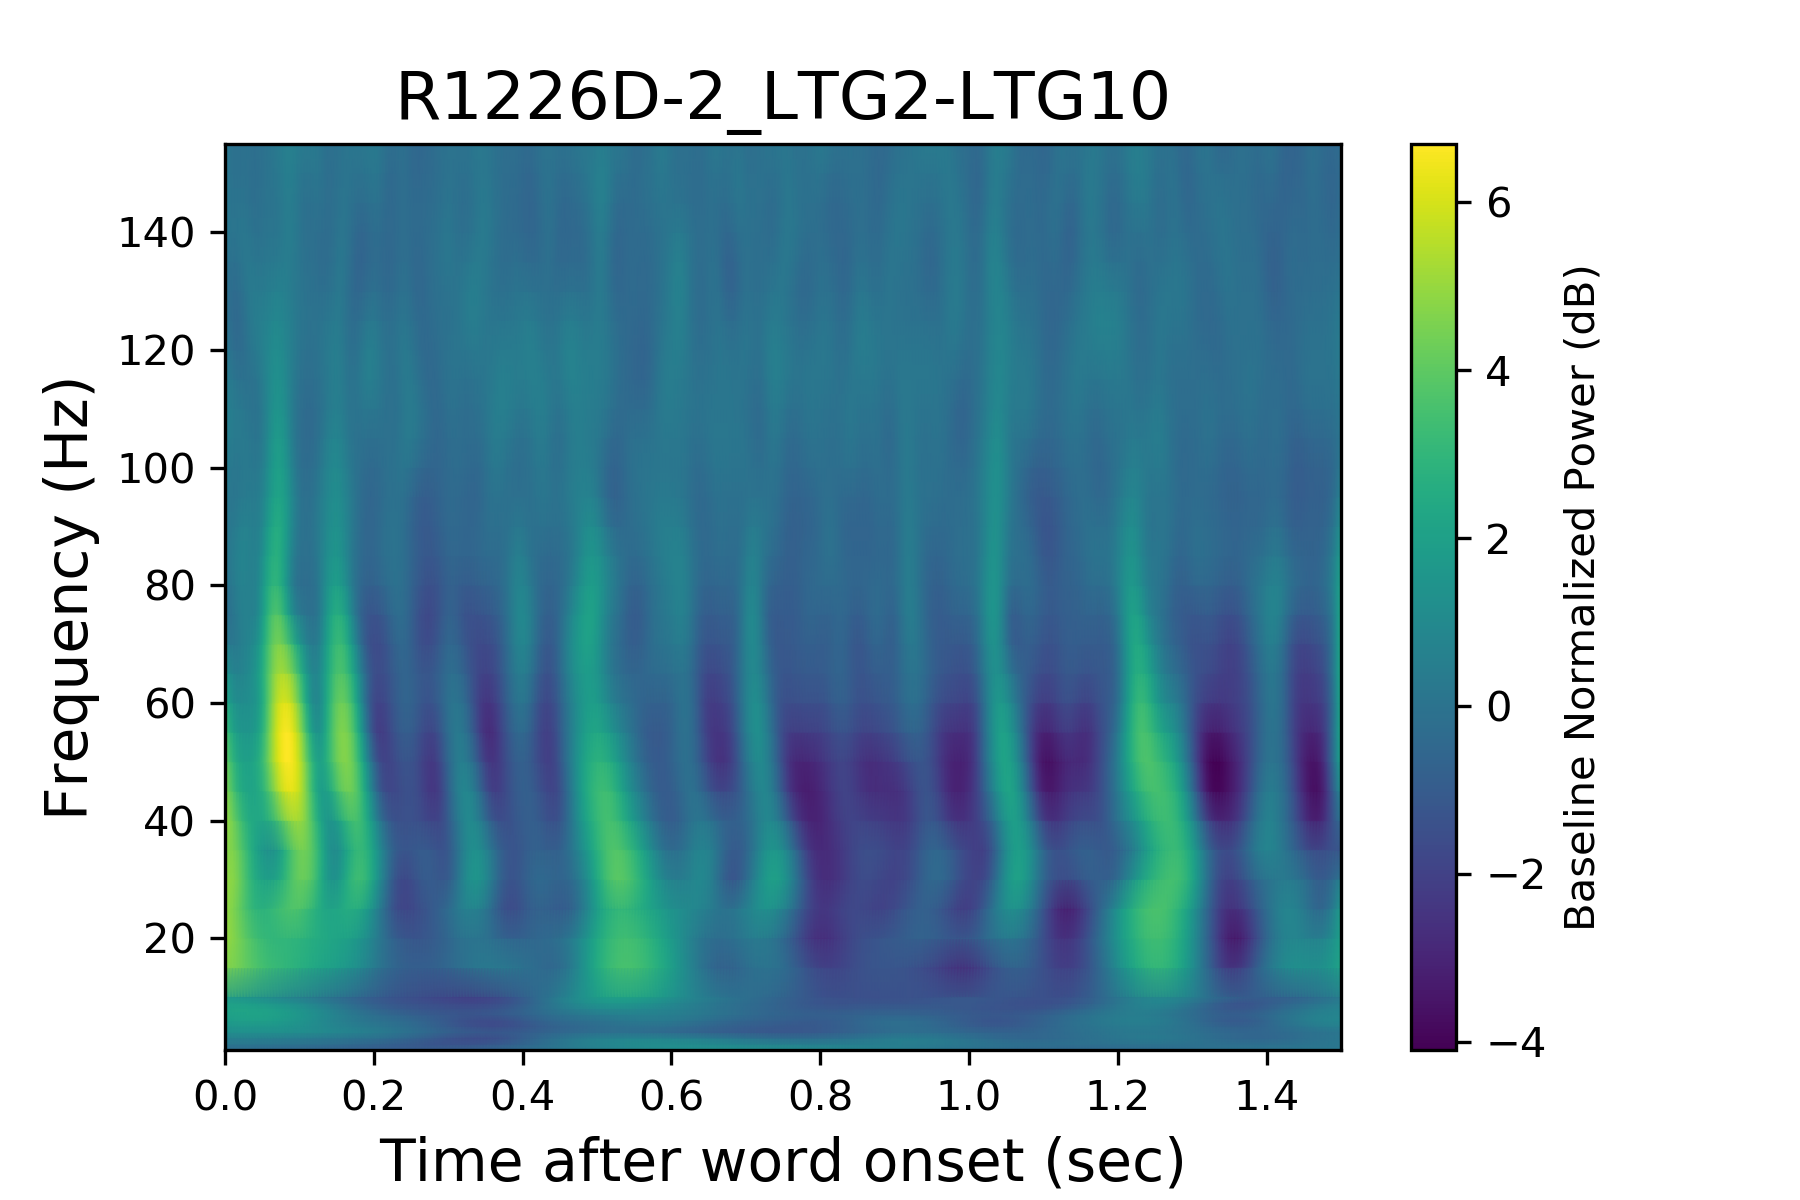 R1226D-2_LTG2-LTG10
Frequency (Hz)
140
120
100
80
60
40
20
0.0 0.2 0.4 0.6 0.8 1.0 1.2 1.4
Time after word onset (sec)
6
4
2
0
−2
−4
Baseline Normalized Power (dB)